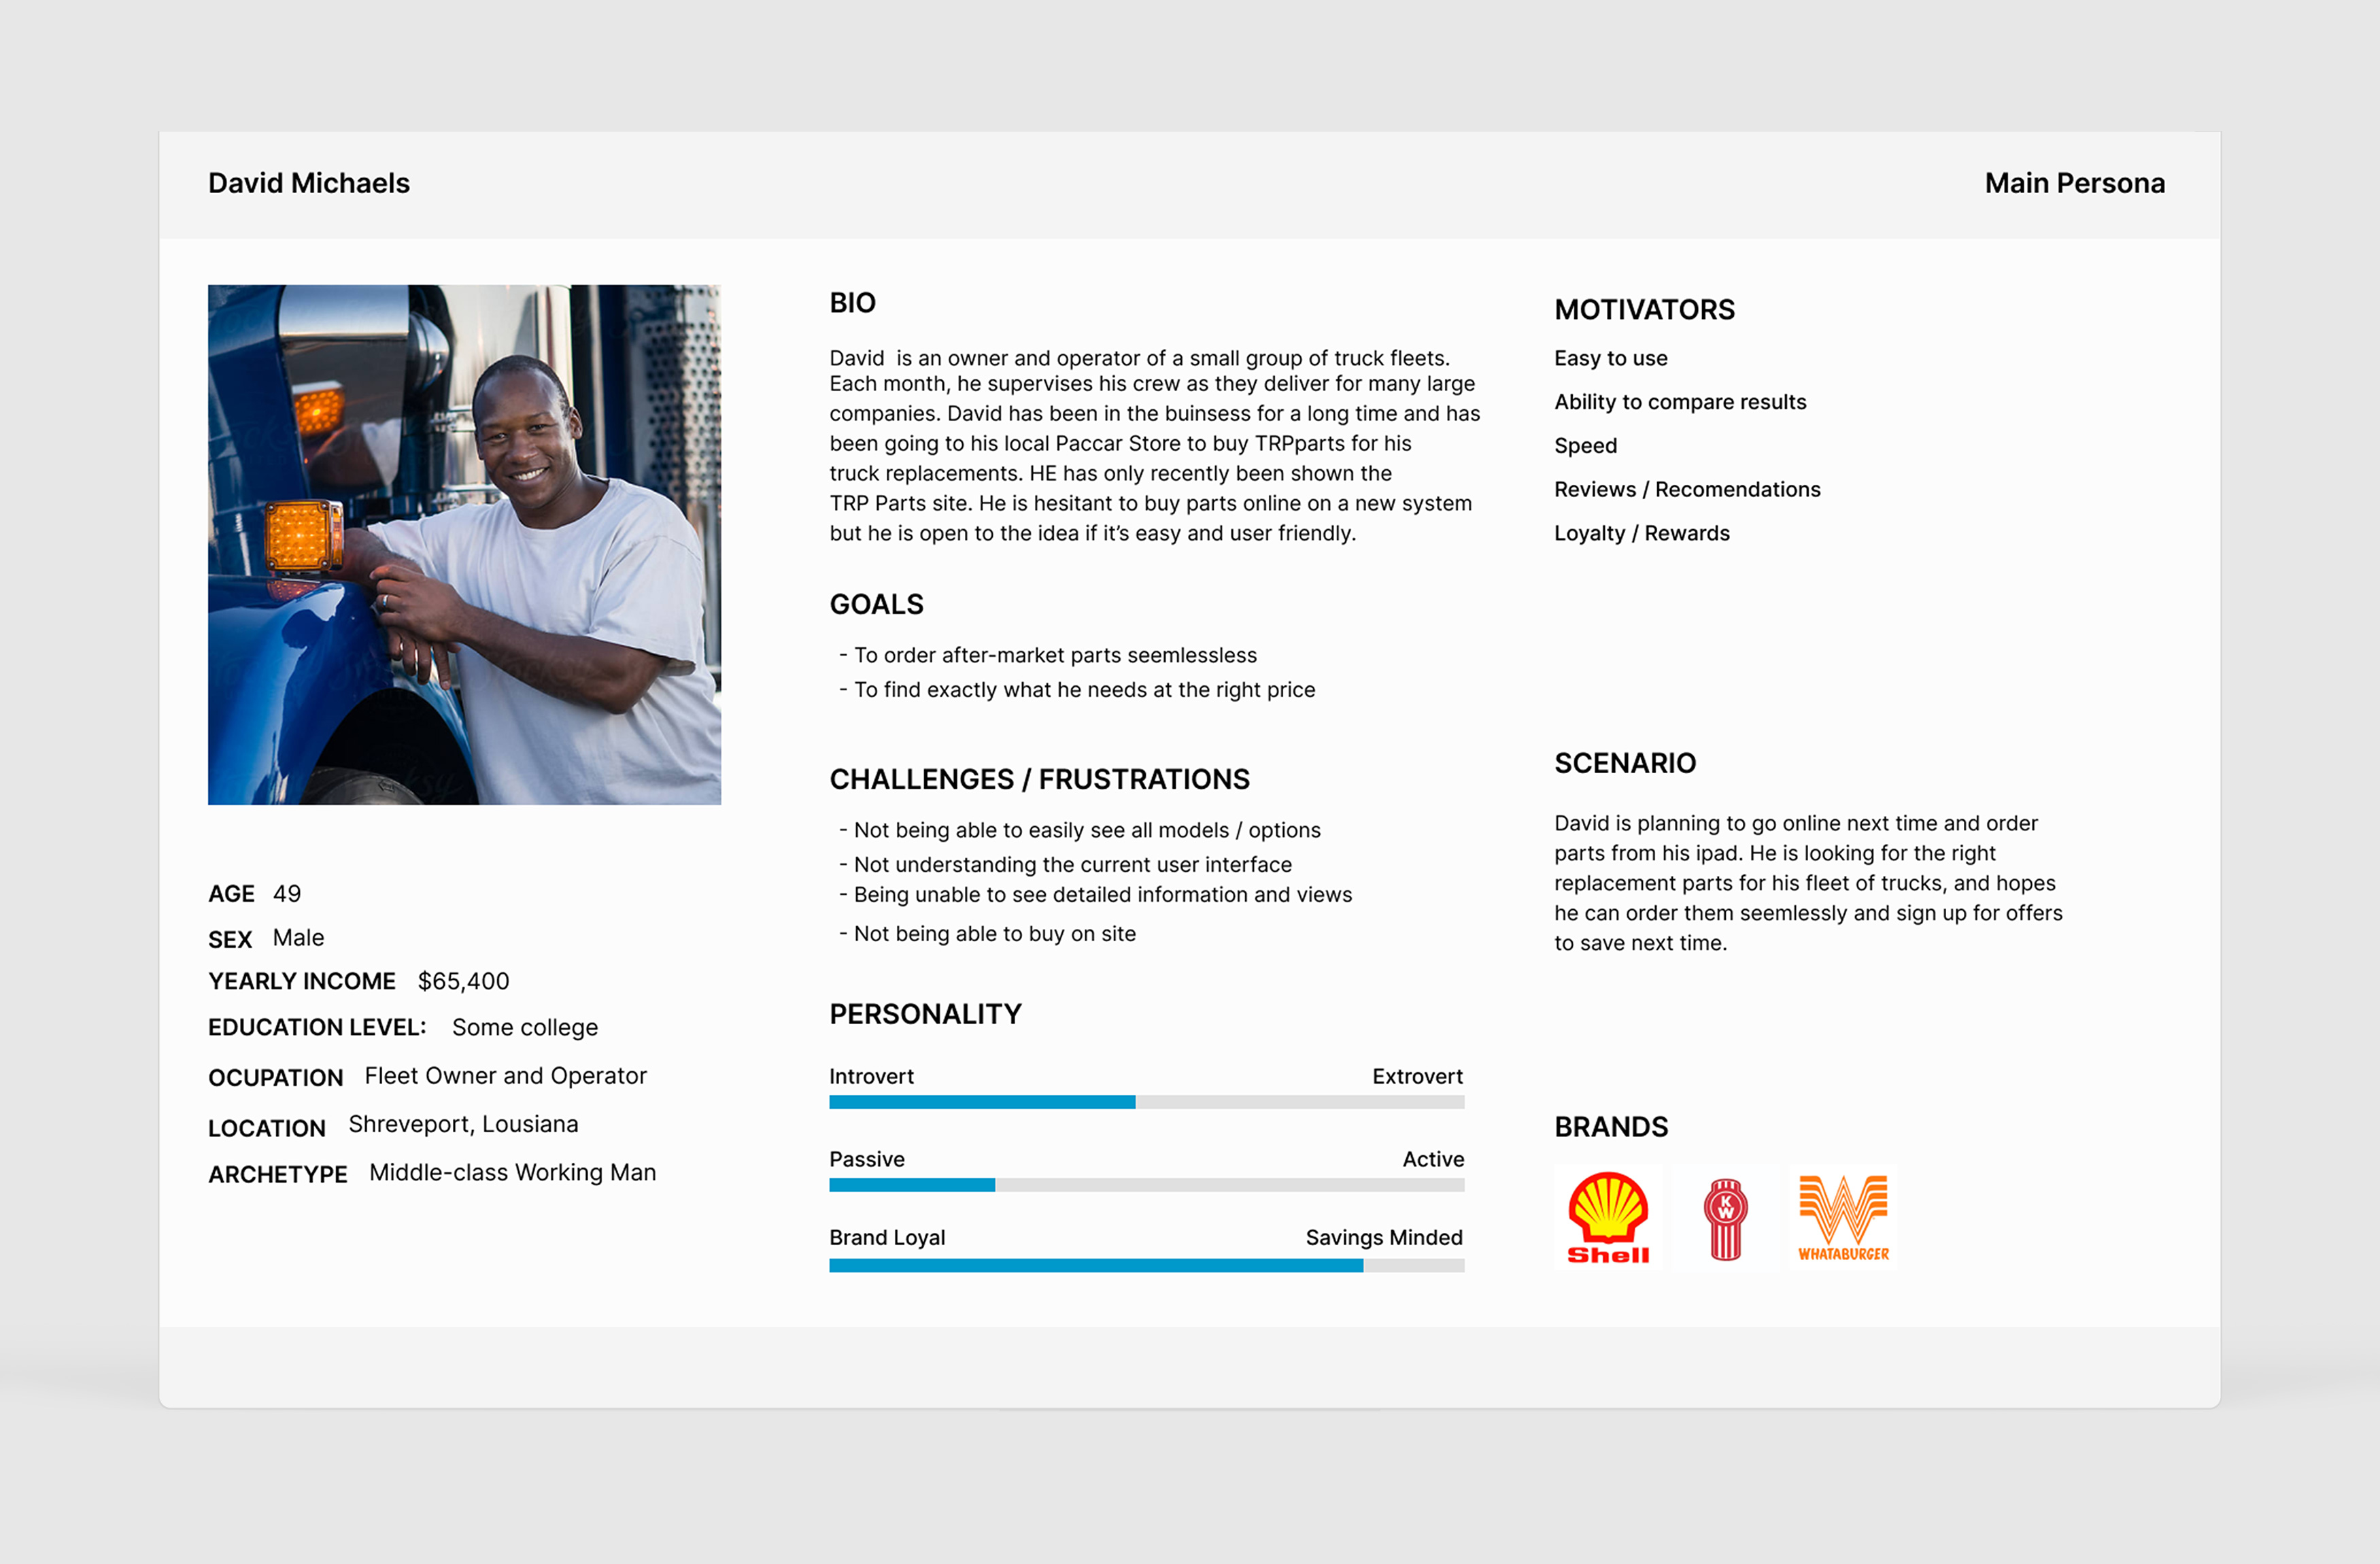 David Michaels
Main Persona
AGE 49
SEX Male
YEARLY INCOME $65,400
EDUCATION LEVEL: Some college
OCUPATION Fleet Owner and Operator
LOCATION Shreveport, Lousiana
ARCHETYPE Middle-class Working Man
BIO
David  is an owner and operator of a small group of truck fleets.
Each month, he supervises his crew as they deliver for many large
companies. David has been in the buinsess for a long time and has
been going to his local Paccar Store to buy TRPparts for his
truck replacements. HE has only recently been shown the
TRP Parts site. He is hesitant to buy parts online on a new system
but he is open to the idea if it’s easy and user friendly.
GOALS
- To order after-market parts seemlessless
- To find exactly what he needs at the right price
CHALLENGES / FRUSTRATIONS
- Not being able to easily see all models / options
- Not understanding the current user interface
- Being unable to see detailed information and views
- Not being able to buy on site
PERSONALITY
Introvert Extrovert
Passive Active
Brand Loyal Savings Minded
MOTIVATORS
Easy to use
Ability to compare results
Speed
Reviews / Recomendations
Loyalty / Rewards
SCENARIO
David is planning to go online next time and order
parts from his ipad. He is looking for the right
replacement parts for his fleet of trucks, and hopes
he can order them seemlessly and sign up for offers
to save next time.
BRANDS
Shell
KW
WHATABURGER